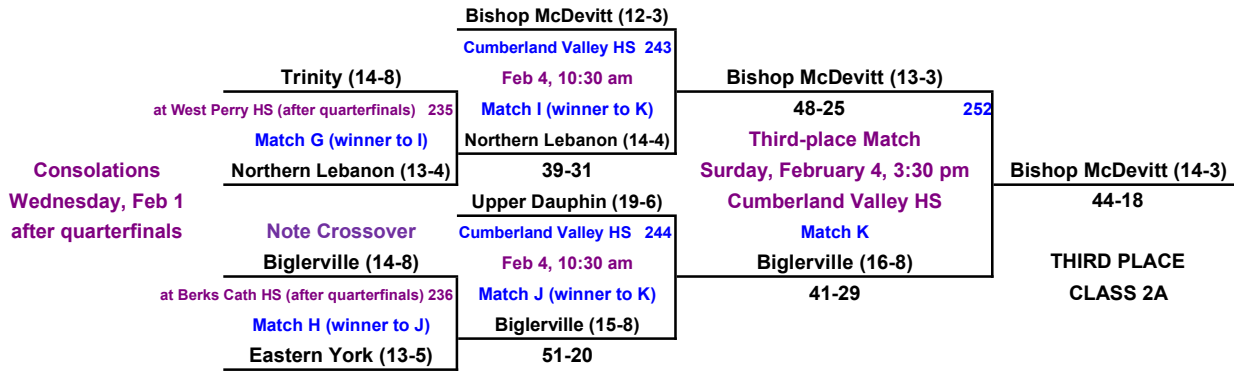 Bishop McDevitt (12-3)
Cumberland Valley HS 243
Trinity (14-8)
Feb 4, 10:30 am
Bishop McDevitt (13-3)
at West Perry HS (after quarterfinals) 235
Match I (winner to K)
48-25
252
Match G (winner to I)
Northern Lebanon (14-4)
Third-place Match
Consolations
Northern Lebanon (13-4)
39-31
Surday, February 4, 3:30 pm
Bishop McDevitt (14-3)
Wednesday, Feb 1
Upper Dauphin (19-6)
Cumberland Valley HS
44-18
after quarterfinals
Note Crossover
Cumberland Valley HS 244
Match K
Biglerville (14-8)
Feb 4, 10:30 am
Biglerville (16-8)
THIRD PLACE
at Berks Cath HS (after quarterfinals) 236
Match J (winner to K)
41-29
CLASS 2A
Match H (winner to J)
Biglerville (15-8)
Eastern York (13-5)
51-20